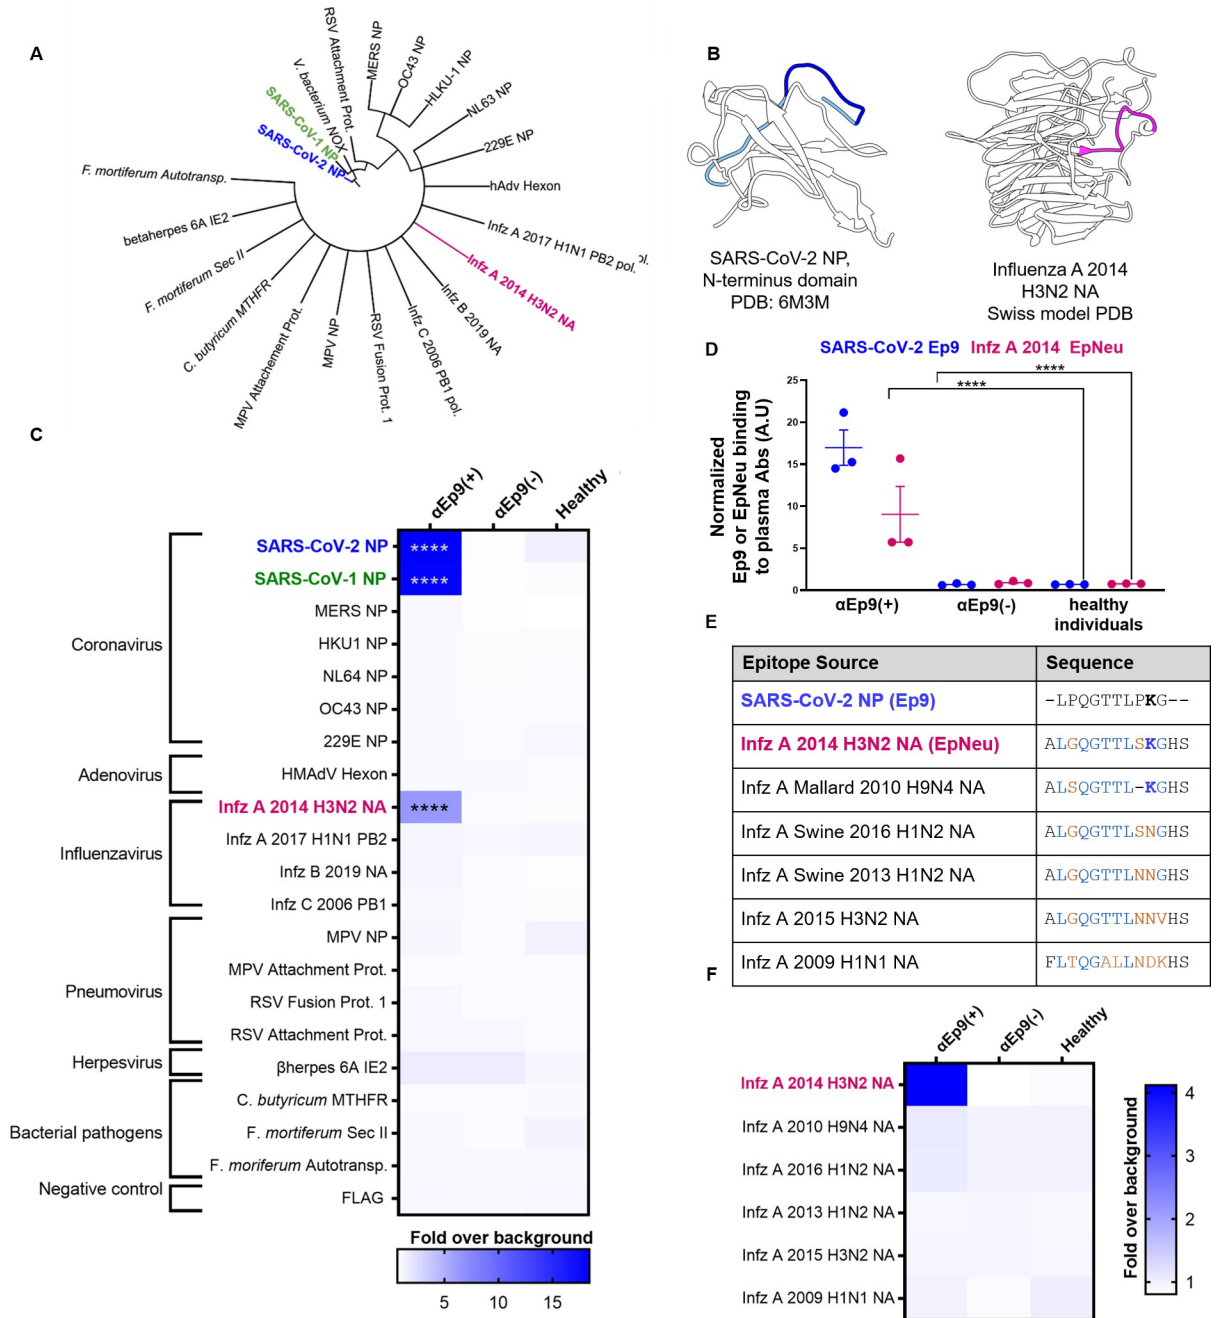 A
RSV Attachment Prot.
MERS NP
OC43 NP
HLKU-1 NP
NL63 NP
229E NP
hAdv Hexon
Infz A 2017 H1N1 PB2 pol.
ol.
Infz A 2014 H3N2 NA
Infz B 2019 NA
Infz C 2006 PB1 pol.
RSV Fusion Prot. 1
MPV NP
MPV Attachement Prot.
C. butyricum MTHFR
F. mortiferum Sec II
betaherpes 6A IE2
F. mortiferum Autotransp.
SARS-CoV-2 NP
SARS-CoV-1 NP
V. bacterium NOX
B
SARS-CoV-2 NP,
N-terminus domain
PDB: 6M3M
Influenza A 2014
H3N2 NA
Swiss model PDB
C
αEp9(+)
αEp9(-)
Healthy
Coronavirus
SARS-CoV-2 NP
****
SARS-CoV-1 NP
****
MERS NP
HKU1 NP
NL64 NP
OC43 NP
229E NP
Adenovirus
HMAdV Hexon
Influenzavirus
Infz A 2014 H3N2 NA
****
Infz A 2017 H1N1 PB2
Infz B 2019 NA
Infz C 2006 PB1
Pneumovirus
MPV NP
MPV Attachment Prot.
RSV Fusion Prot. 1
RSV Attachment Prot.
Herpesvirus
βherpes 6A IE2
Bacterial pathogens
C. butyricum MTHFR
F. mortiferum Sec II
F. moriferum Autotransp.
Negative control
FLAG
Fold over background
5 10 15
D
SARS-CoV-2 Ep9 Infz A 2014 EpNeu
Normalized
Ep9 or EpNeu binding
to plasma Abs (A.U)
25
20
15
10
5
0
****
****
αEp9(+)
αEp9(-)
healthy
individuals
E
Epitope Source Sequence
SARS-CoV-2 NP (Ep9) -LPQGTTLPKG--
Infz A 2014 H3N2 NA (EpNeu) ALGQGTTLSKGHS
Infz A Mallard 2010 H9N4 NA ALSQGTTL-KGHS
Infz A Swine 2016 H1N2 NA ALGQGTTLSNGHS
Infz A Swine 2013 H1N2 NA ALGQGTTLNNGHS
Infz A 2015 H3N2 NA ALGQGTTLNNVHS
Infz A 2009 H1N1 NA FLTQGALLNDKHS
F
αEp9(+)
αEp9(-)
Healthy
Infz A 2014 H3N2 NA
Infz A 2010 H9N4 NA
Infz A 2016 H1N2 NA
Infz A 2013 H1N2 NA
Infz A 2015 H3N2 NA
Infz A 2009 H1N1 NA
Fold over background
4
3
2
1